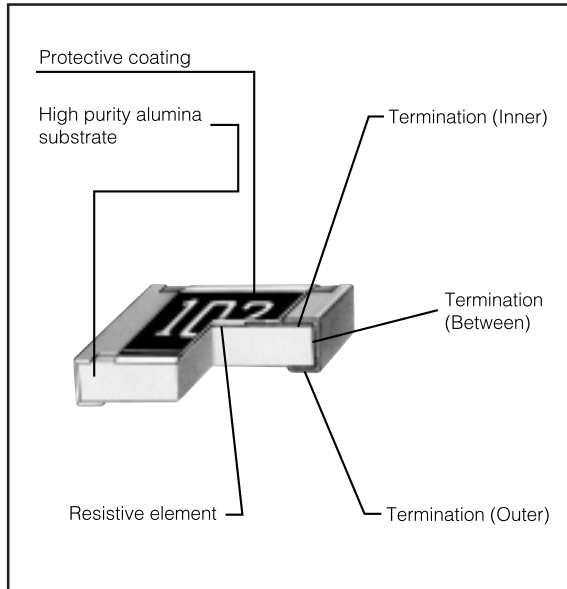 Protective coating
High purity alumina
substrate
Termination (Inner)
102
Termination
(Between)
Resistive element
Termination (Outer)